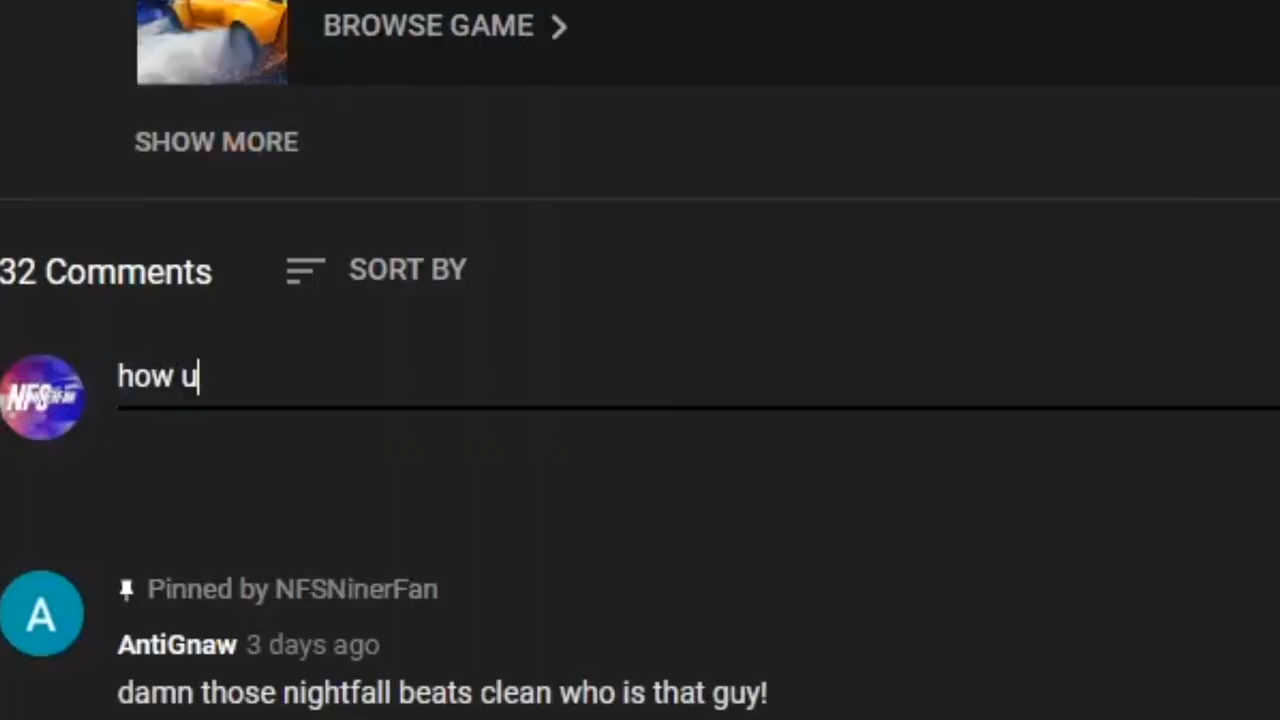 BROWSE GAME
SHOW MORE
32 Comments
SORT BY
how u
NFS
Pinned by NFSNinerFan
A
AntiGnaw 3 days ago
damn those nightfall beats clean who is that guy!